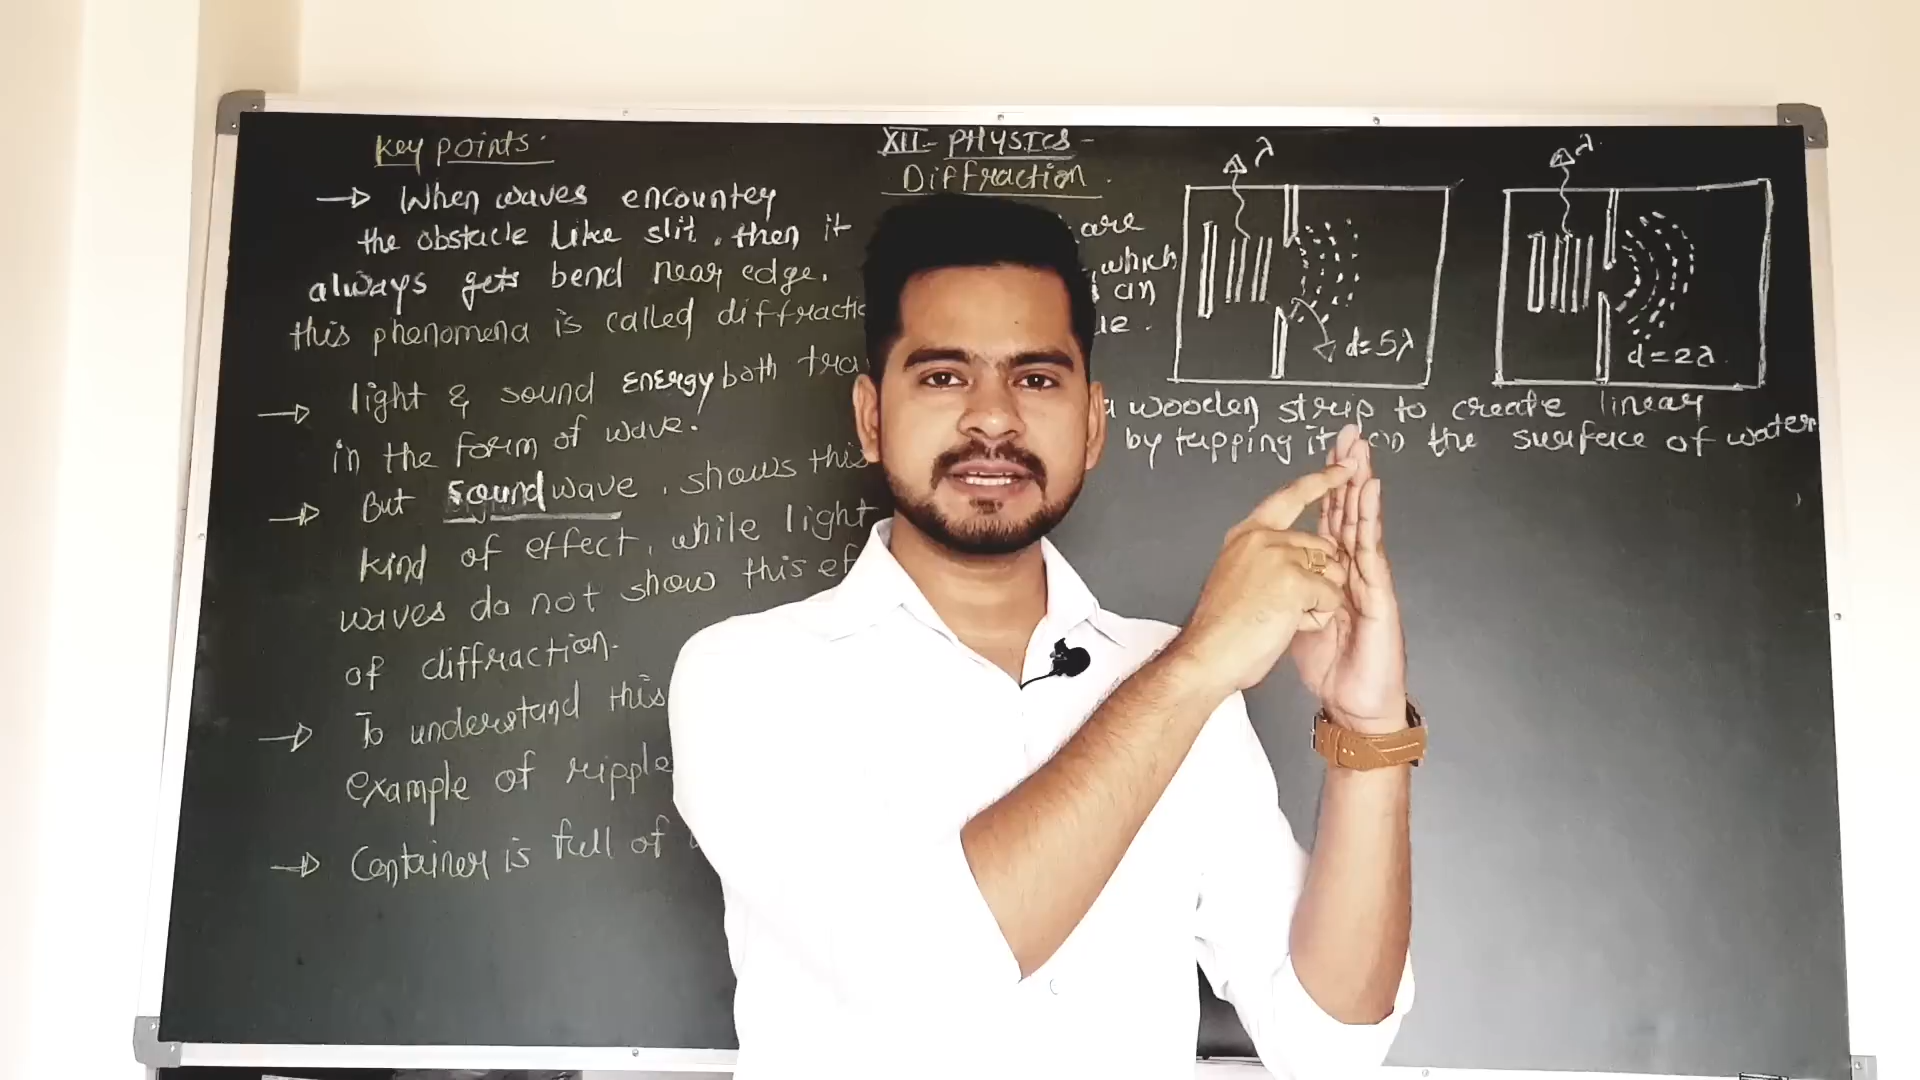 Key points:
→ When waves encounter
the obstacle like slit, then it
always gets bend near edge.
this phenomena is called diffractio
→ light & sound ENERGY both tra
in the form of wave.
→ But sound wave, shows this
kind of effect, while light
waves do not show this ef
of diffraction.
→ To understand this
example of ripple
→ Container is full of
XII - PHYSICS -
Diffraction.
are
which
an
λ
d=5λ
λ
d=2λ
a wooden strip to create linear
by tapping it on the surface of water